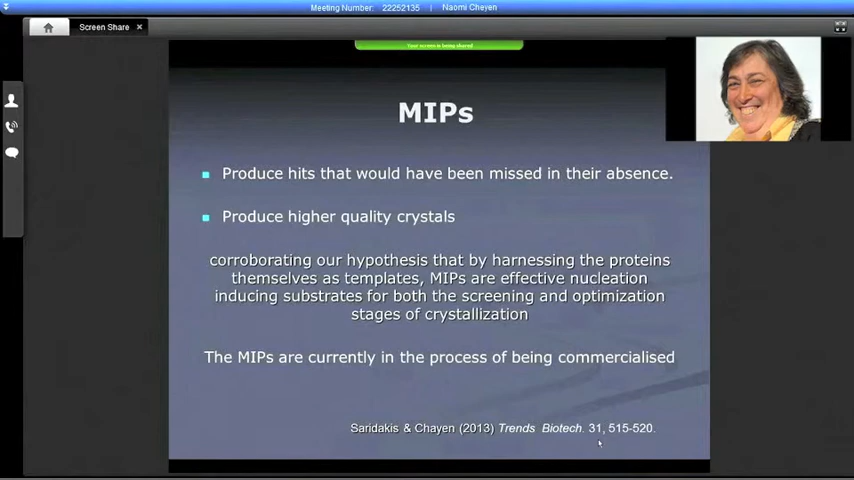 Meeting Number: 22252135 | Naomi Cheyen
Screen Share ×
Your screen is being shared
MIPs
Produce hits that would have been missed in their absence.
Produce higher quality crystals
corroborating our hypothesis that by harnessing the proteins
themselves as templates, MIPs are effective nucleation
inducing substrates for both the screening and optimization
stages of crystallization
The MIPs are currently in the process of being commercialised
Saridakis & Chayen (2013) Trends Biotech. 31, 515-520.